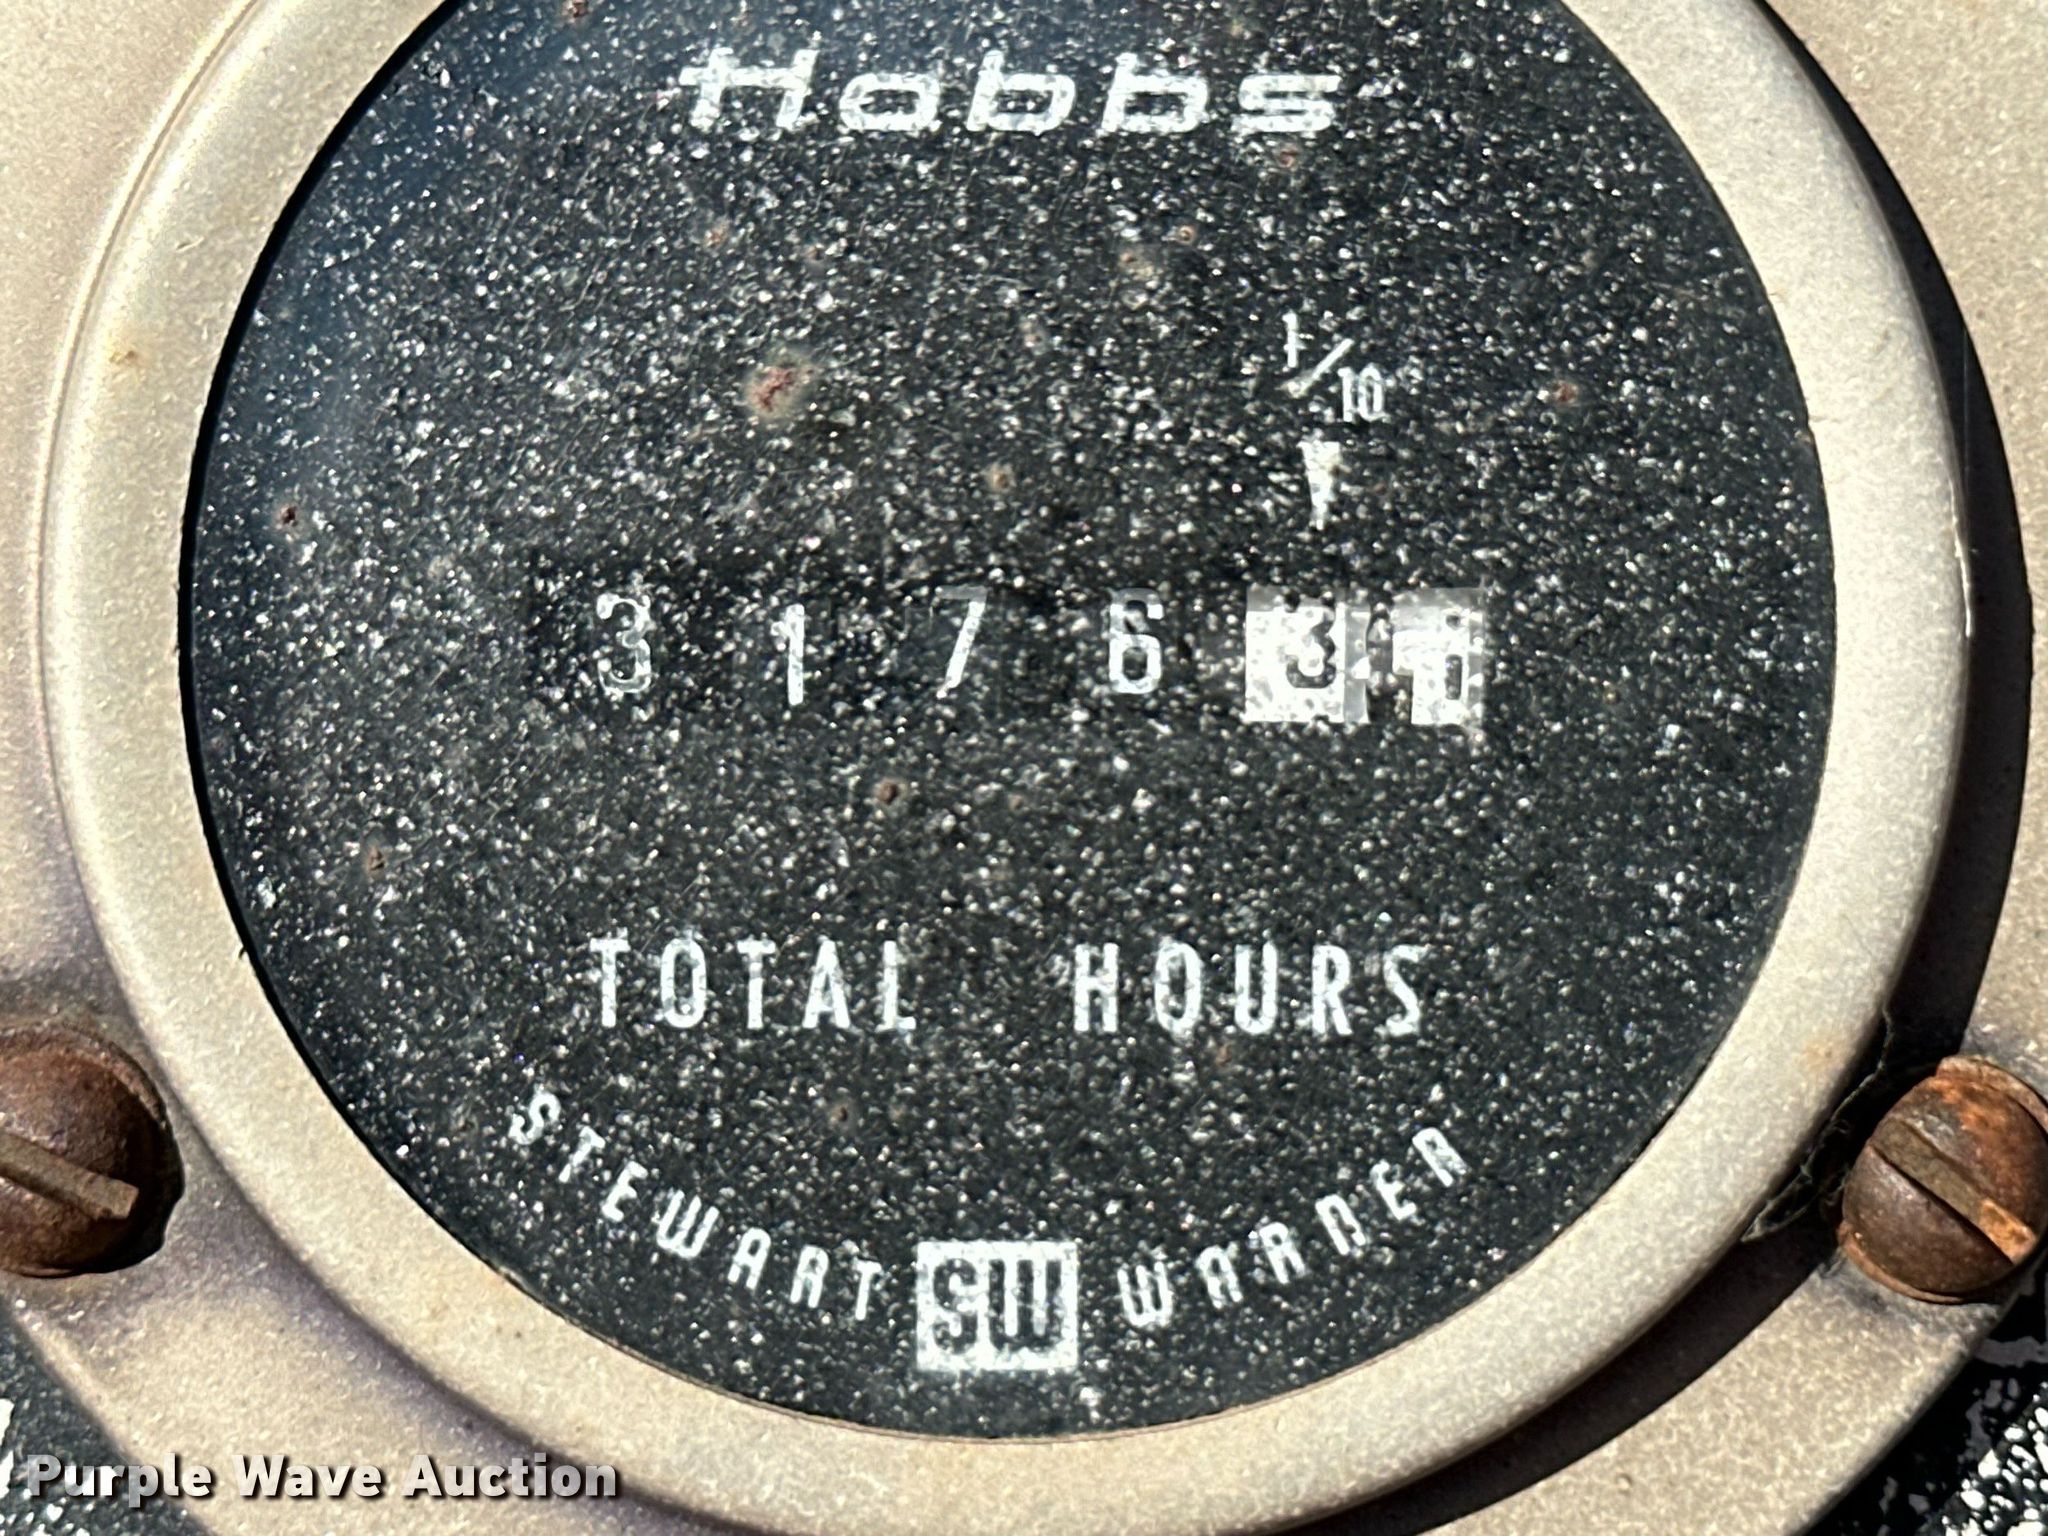 Hobbs
1/10
3 1 7 6 3
TOTAL HOURS
STEWART SW WARNER
Purple Wave Auction